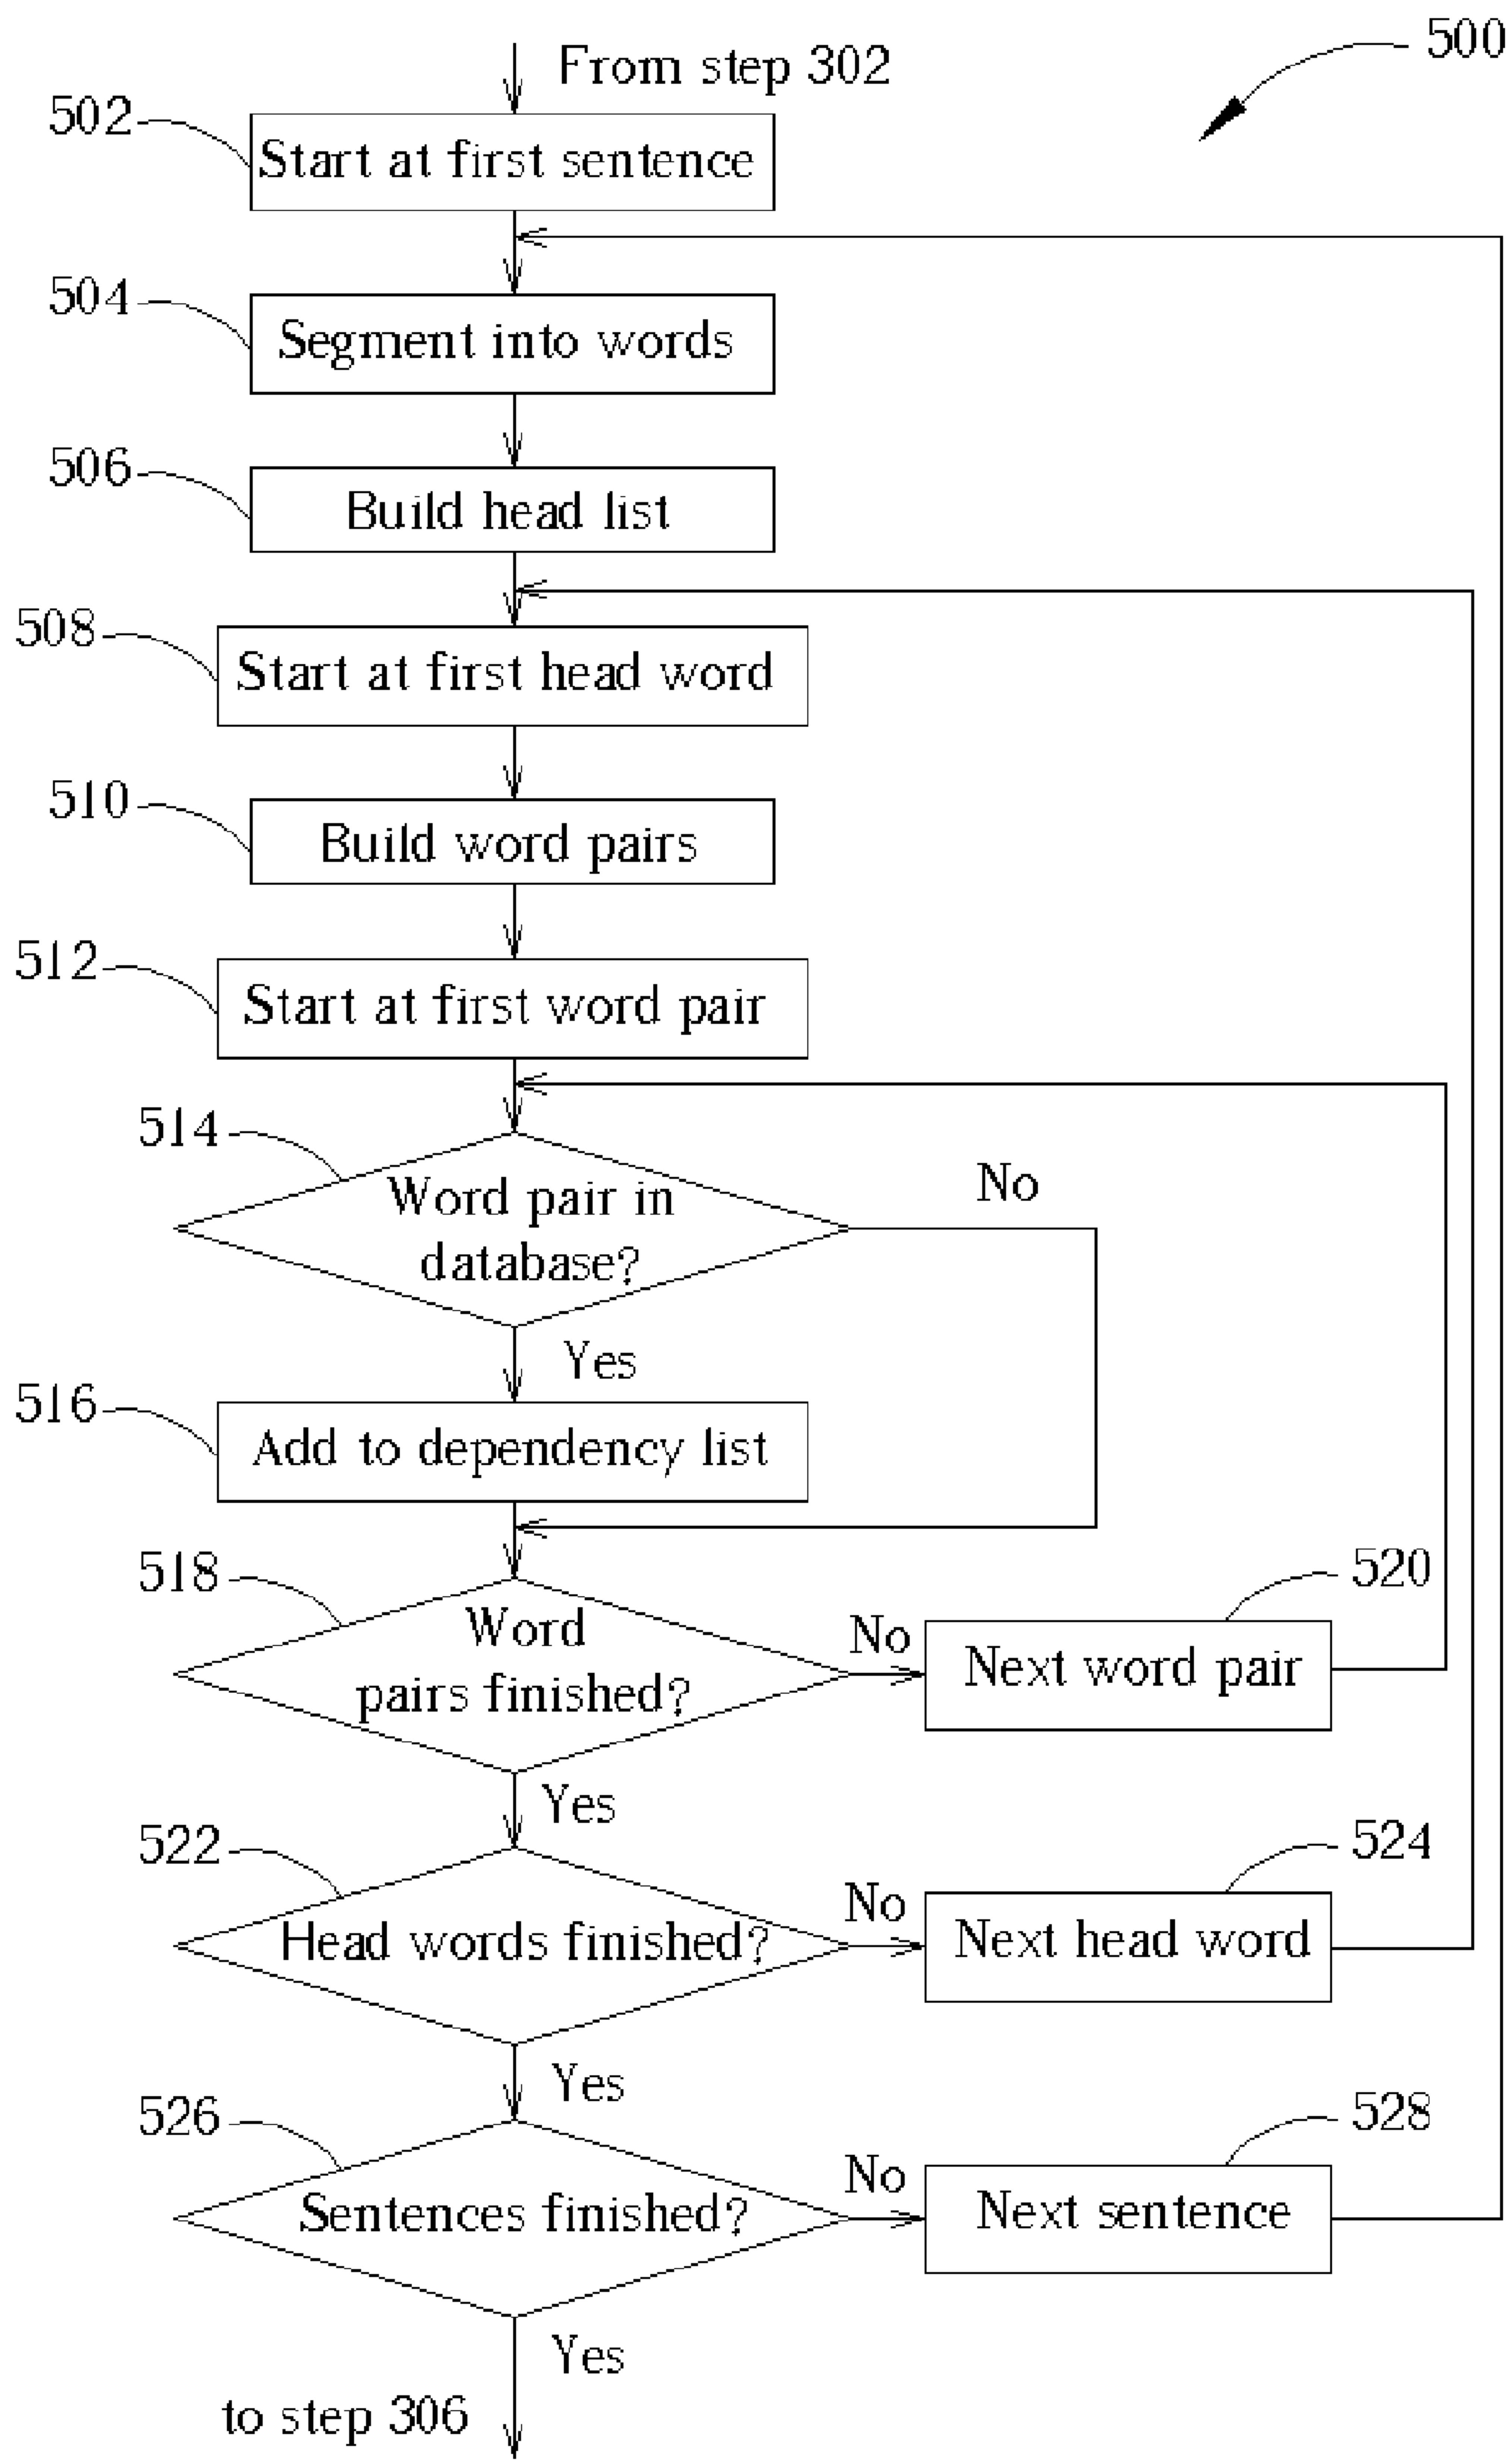 From step 302
500
502
Start at first sentence
504
Segment into words
506
Build head list
508
Start at first head word
510
Build word pairs
512
Start at first word pair
514
Word pair in
database?
No
Yes
516
Add to dependency list
518
Word
pairs finished?
No
520
Next word pair
Yes
522
Head words finished?
No
524
Next head word
Yes
526
Sentences finished?
No
528
Next sentence
Yes
to step 306